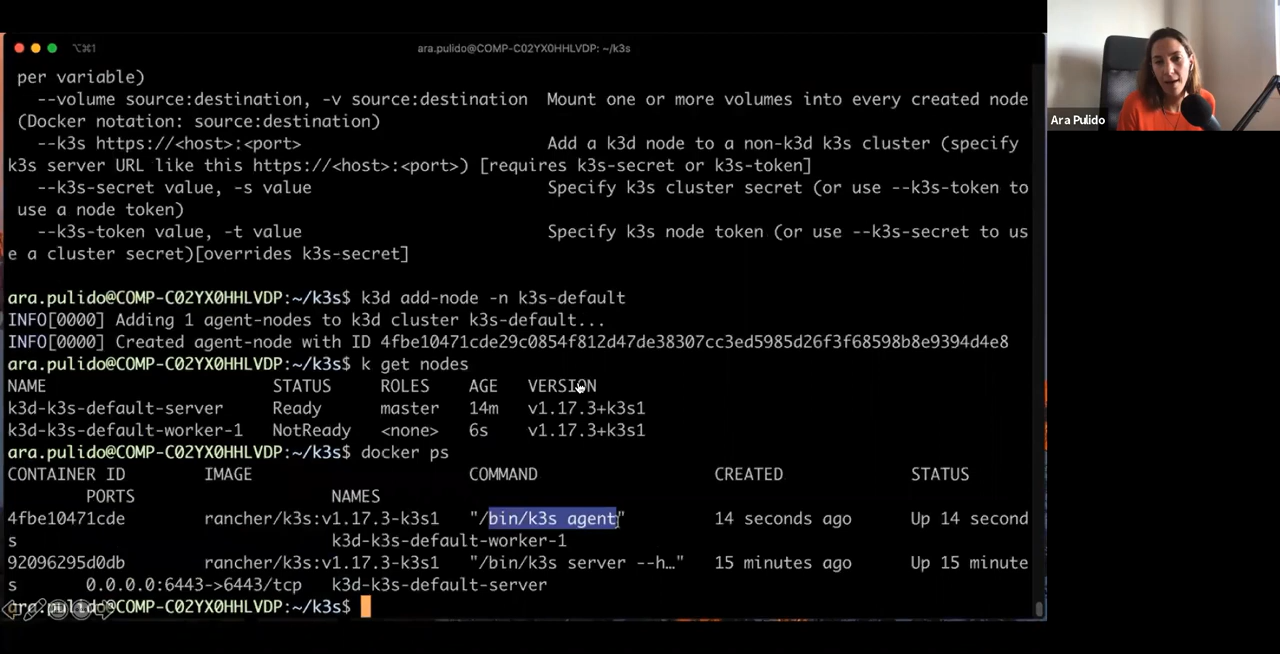 ⌥⌘1
ara.pulido@COMP-C02YX0HHLVDP: ~/k3s
per variable)
--volume source:destination, -v source:destination Mount one or more volumes into every created node
(Docker notation: source:destination)
--k3s https://<host>:<port> Add a k3d node to a non-k3d k3s cluster (specify
k3s server URL like this https://<host>:<port>) [requires k3s-secret or k3s-token]
--k3s-secret value, -s value Specify k3s cluster secret (or use --k3s-token to
use a node token)
--k3s-token value, -t value Specify k3s node token (or use --k3s-secret to us
e a cluster secret)[overrides k3s-secret]
ara.pulido@COMP-C02YX0HHLVDP:~/k3s$ k3d add-node -n k3s-default
INFO[0000] Adding 1 agent-nodes to k3d cluster k3s-default...
INFO[0000] Created agent-node with ID 4fbe10471cde29c0854f812d47de38307cc3ed5985d26f3f68598b8e9394d4e8
ara.pulido@COMP-C02YX0HHLVDP:~/k3s$ k get nodes
NAME STATUS ROLES AGE VERSION
k3d-k3s-default-server Ready master 14m v1.17.3+k3s1
k3d-k3s-default-worker-1 NotReady <none> 6s v1.17.3+k3s1
ara.pulido@COMP-C02YX0HHLVDP:~/k3s$ docker ps
CONTAINER ID IMAGE COMMAND CREATED STATUS
PORTS NAMES
4fbe10471cde rancher/k3s:v1.17.3-k3s1 "/bin/k3s agent" 14 seconds ago Up 14 second
s k3d-k3s-default-worker-1
92096295d0db rancher/k3s:v1.17.3-k3s1 "/bin/k3s server --h…" 15 minutes ago Up 15 minute
s 0.0.0.0:6443->6443/tcp k3d-k3s-default-server
ara.pulido@COMP-C02YX0HHLVDP:~/k3s$
Ara Pulido